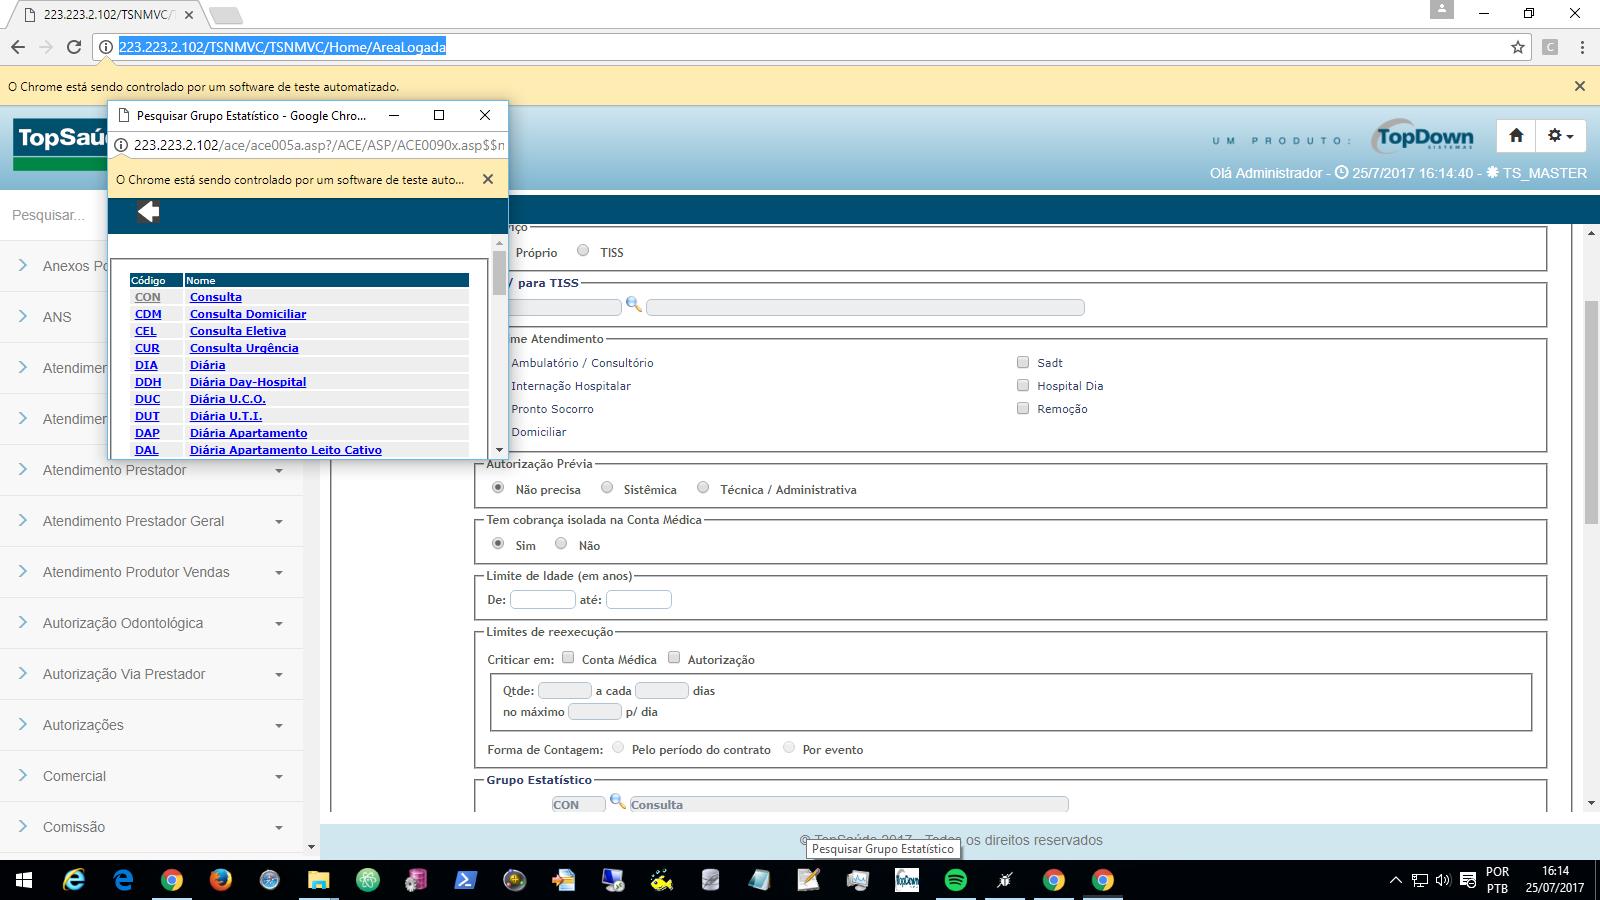 223.223.2.102/TSNMVC/T
223.223.2.102/TSNMVC/TSNMVC/Home/AreaLogada
C
O Chrome está sendo controlado por um software de teste automatizado.
Pesquisar Grupo Estatístico - Google Chro...
223.223.2.102/ace/ace005a.asp?/ACE/ASP/ACE0090x.asp$$n
O Chrome está sendo controlado por um software de teste auto...
TopSaú
UM PRODUTO:
TopDown
SISTEMAS
Olá Administrador - 25/7/2017 16:14:40 - TS_MASTER
Pesquisar...
Anexos Po
ANS
Atendimen
Atendimen
Atendimento Prestador
Atendimento Prestador Geral
Atendimento Produtor Vendas
Autorização Odontológica
Autorização Via Prestador
Autorizações
Comercial
Comissão
Código Nome
CON Consulta
CDM Consulta Domiciliar
CEL Consulta Eletiva
CUR Consulta Urgência
DIA Diária
DDH Diária Day-Hospital
DUC Diária U.C.O.
DUT Diária U.T.I.
DAP Diária Apartamento
DAL Diária Apartamento Leito Cativo
viço
Próprio TISS
/ para TISS
me Atendimento
Ambulatório / Consultório Sadt
Internação Hospitalar Hospital Dia
Pronto Socorro Remoção
Domiciliar
Autorização Prévia
Não precisa Sistêmica Técnica / Administrativa
Tem cobrança isolada na Conta Médica
Sim Não
Limite de Idade (em anos)
De: até:
Limites de reexecução
Criticar em: Conta Médica Autorização
Qtde: a cada dias
no máximo p/ dia
Forma de Contagem: Pelo período do contrato Por evento
Grupo Estatístico
CON Consulta
© TopSaúde 2017 - Todos os direitos reservados
Pesquisar Grupo Estatístico
TopDown
POR
PTB
16:14
25/07/2017